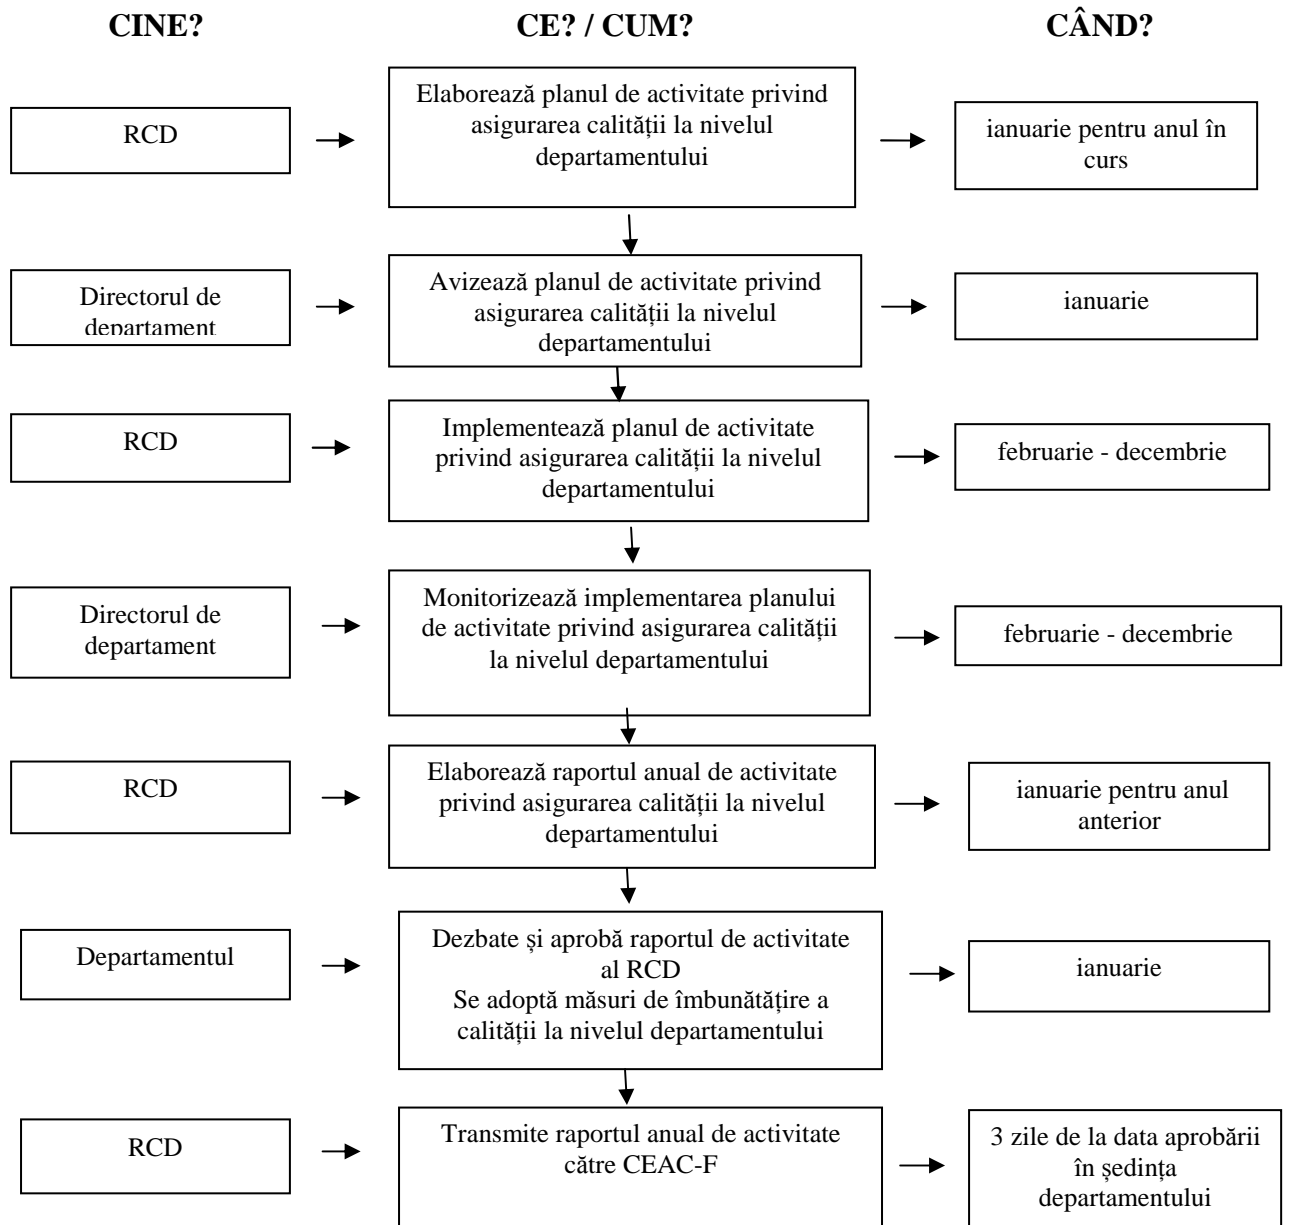 CINE?
CE? / CUM?
CÂND?
RCD
Elaborează planul de activitate privind
asigurarea calității la nivelul
departamentului
ianuarie pentru anul în
curs
Directorul de
departament
Avizează planul de activitate privind
asigurarea calității la nivelul
departamentului
ianuarie
RCD
Implementează planul de activitate
privind asigurarea calității la nivelul
departamentului
februarie - decembrie
Directorul de
departament
Monitorizează implementarea planului
de activitate privind asigurarea calității
la nivelul departamentului
februarie - decembrie
RCD
Elaborează raportul anual de activitate
privind asigurarea calității la nivelul
departamentului
ianuarie pentru anul
anterior
Departamentul
Dezbate și aprobă raportul de activitate
al RCD
Se adoptă măsuri de îmbunătățire a
calității la nivelul departamentului
ianuarie
RCD
Transmite raportul anual de activitate
către CEAC-F
3 zile de la data aprobării
în ședința
departamentului